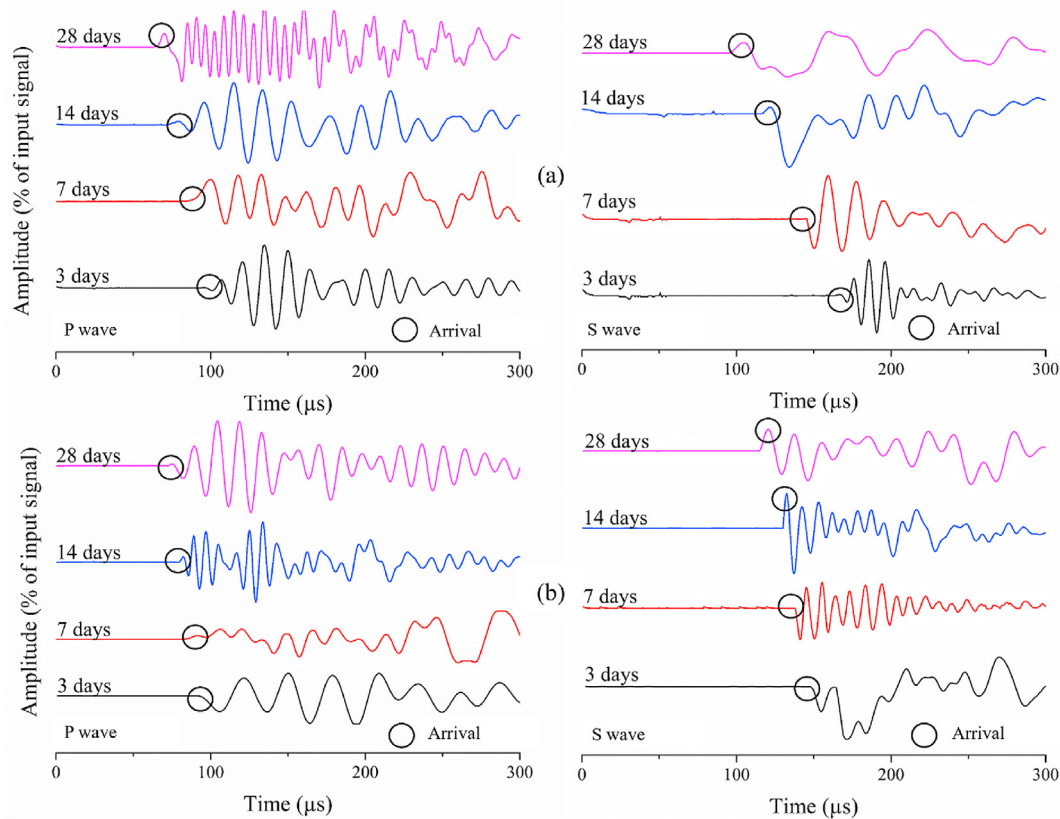 Amplitude (% of input signal)
28 days
14 days
7 days
3 days
P wave
Arrival
0
100
200
300
Time (μs)
28 days
14 days
7 days
3 days
S wave
Arrival
0
100
200
300
Time (μs)
(a)
Amplitude (% of input signal)
28 days
14 days
7 days
3 days
P wave
Arrival
0
100
200
300
Time (μs)
28 days
14 days
7 days
3 days
S wave
Arrival
0
100
200
300
Time (μs)
(b)